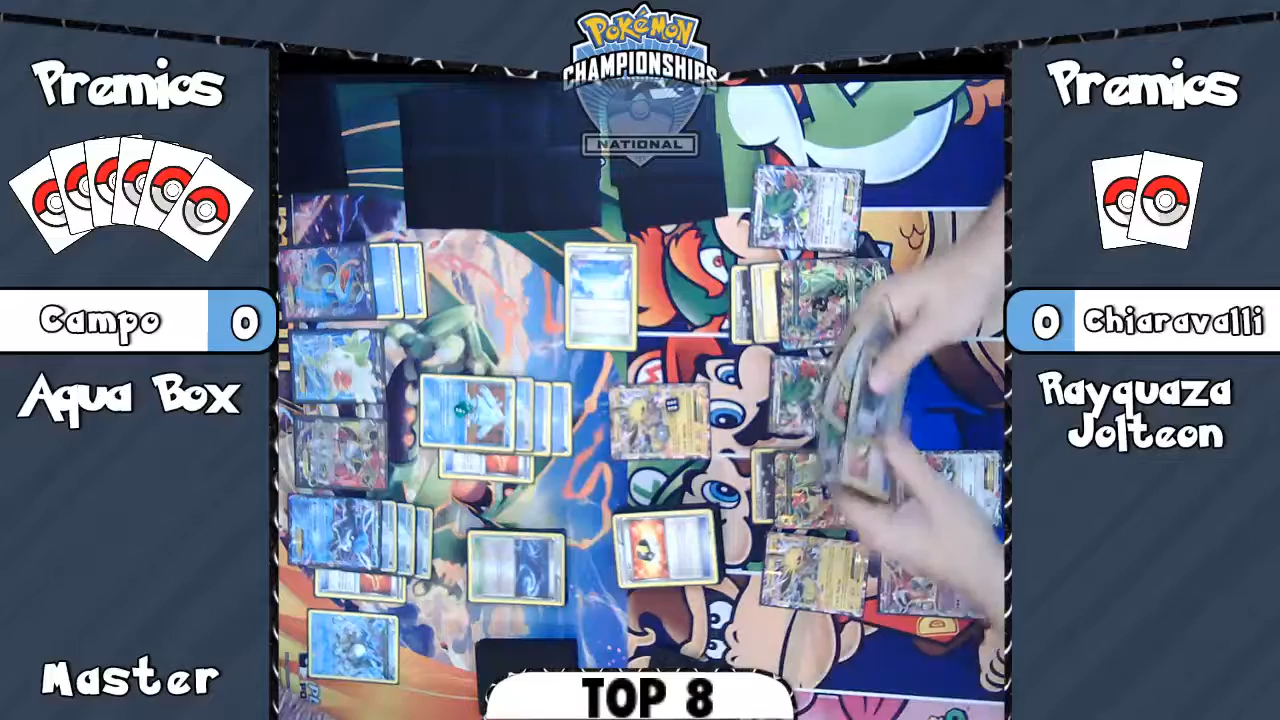 POKéMON
CHAMPIONSHIPS
NATIONAL
Premios
Premios
Campo
0
0
Chiaravalli
Aqua Box
Rayquaza
Jolteon
Master
TOP 8